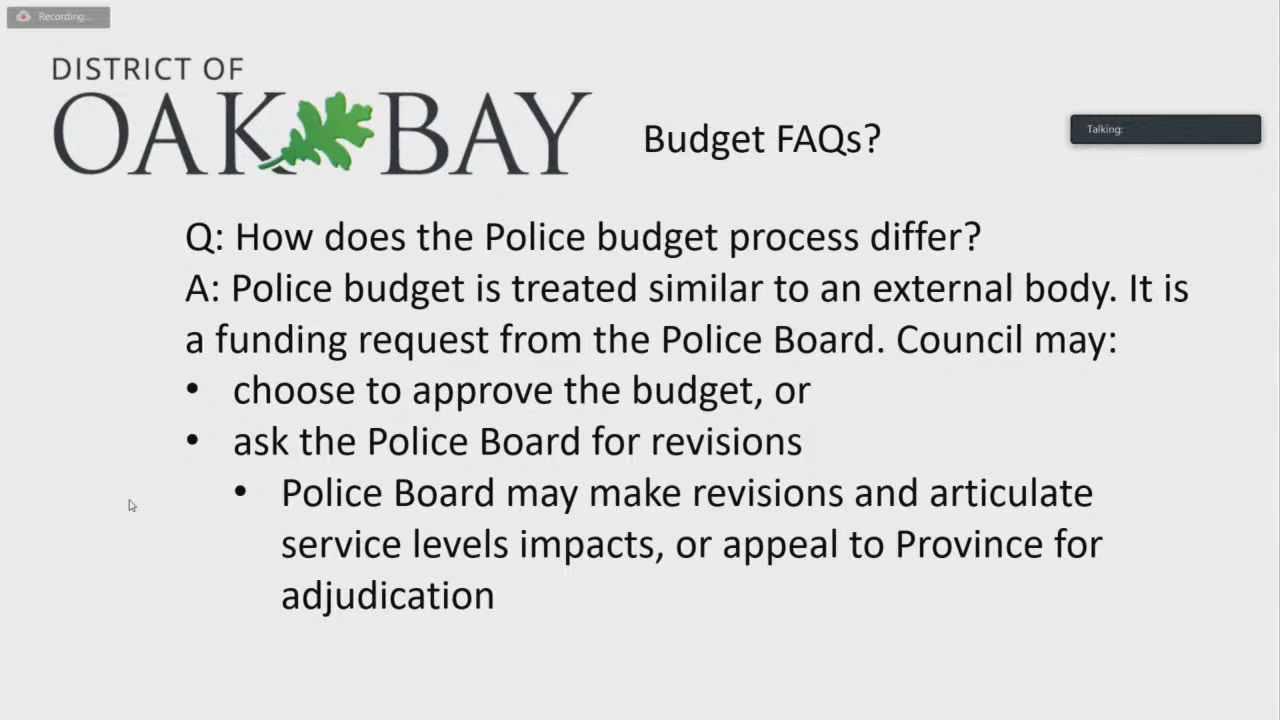 Recording...
DISTRICT OF
OAK BAY
Budget FAQs?
Talking:
Q: How does the Police budget process differ?
A: Police budget is treated similar to an external body. It is
a funding request from the Police Board. Council may:
• choose to approve the budget, or
• ask the Police Board for revisions
• Police Board may make revisions and articulate
service levels impacts, or appeal to Province for
adjudication